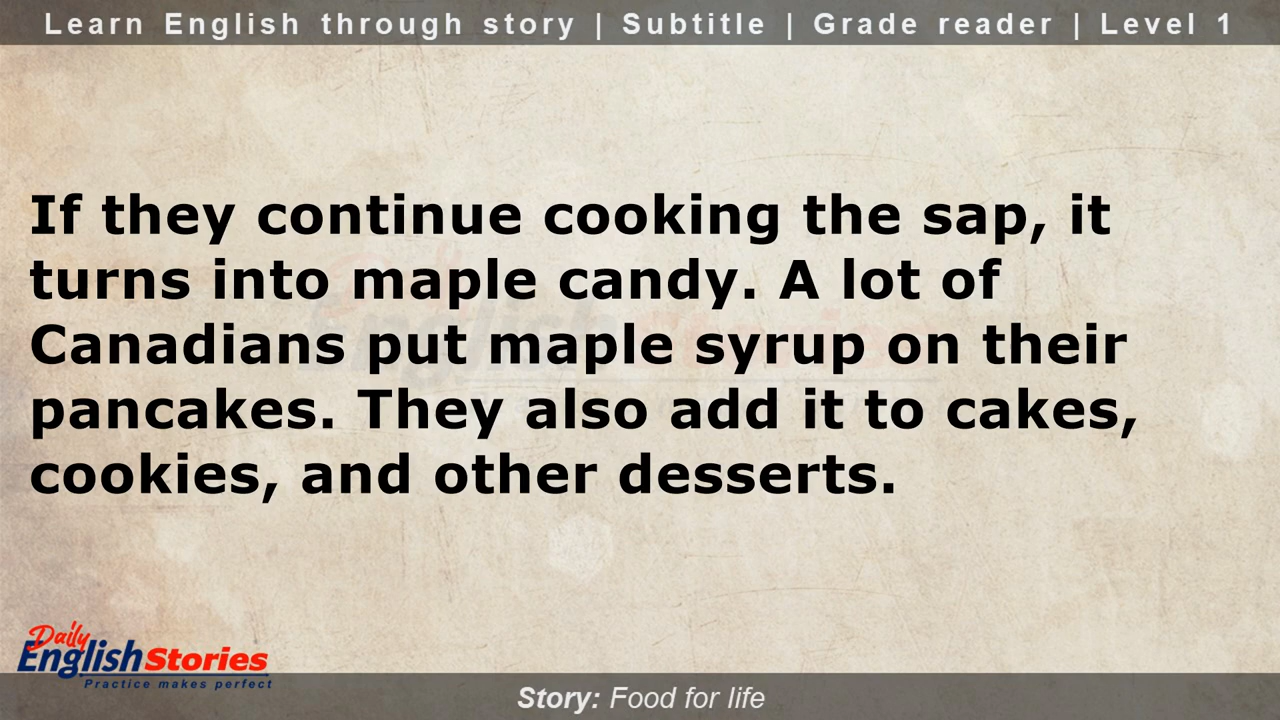 Learn English through story | Subtitle | Grade reader | Level 1
If they continue cooking the sap, it
turns into maple candy. A lot of
Canadians put maple syrup on their
pancakes. They also add it to cakes,
cookies, and other desserts.
Daily
English Stories
Practice makes perfect
Story: Food for life